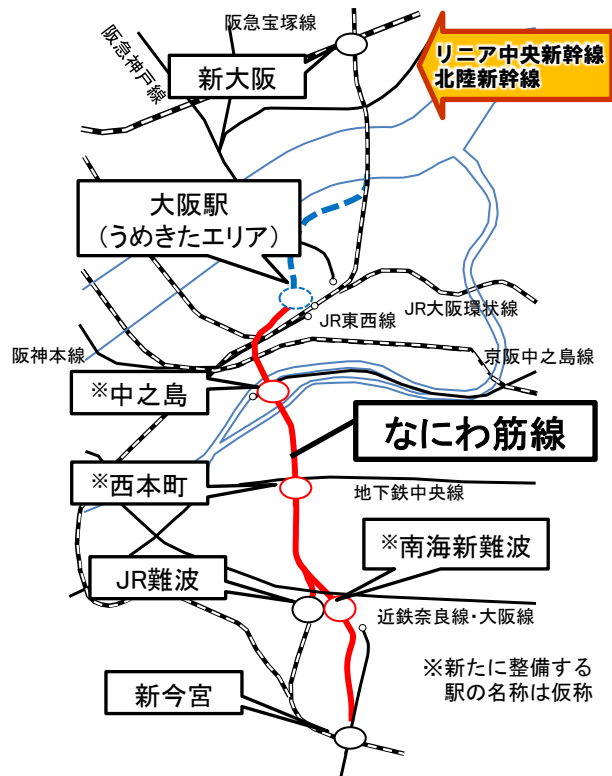 阪急宝塚線
阪急神戸線
新大阪
リニア中央新幹線
北陸新幹線
大阪駅
（うめきたエリア）
JR大阪環状線
JR東西線
阪神本線
京阪中之島線
※中之島
なにわ筋線
※西本町
地下鉄中央線
※南海新難波
JR難波
近鉄奈良線・大阪線
※新たに整備する
駅の名称は仮称
新今宮